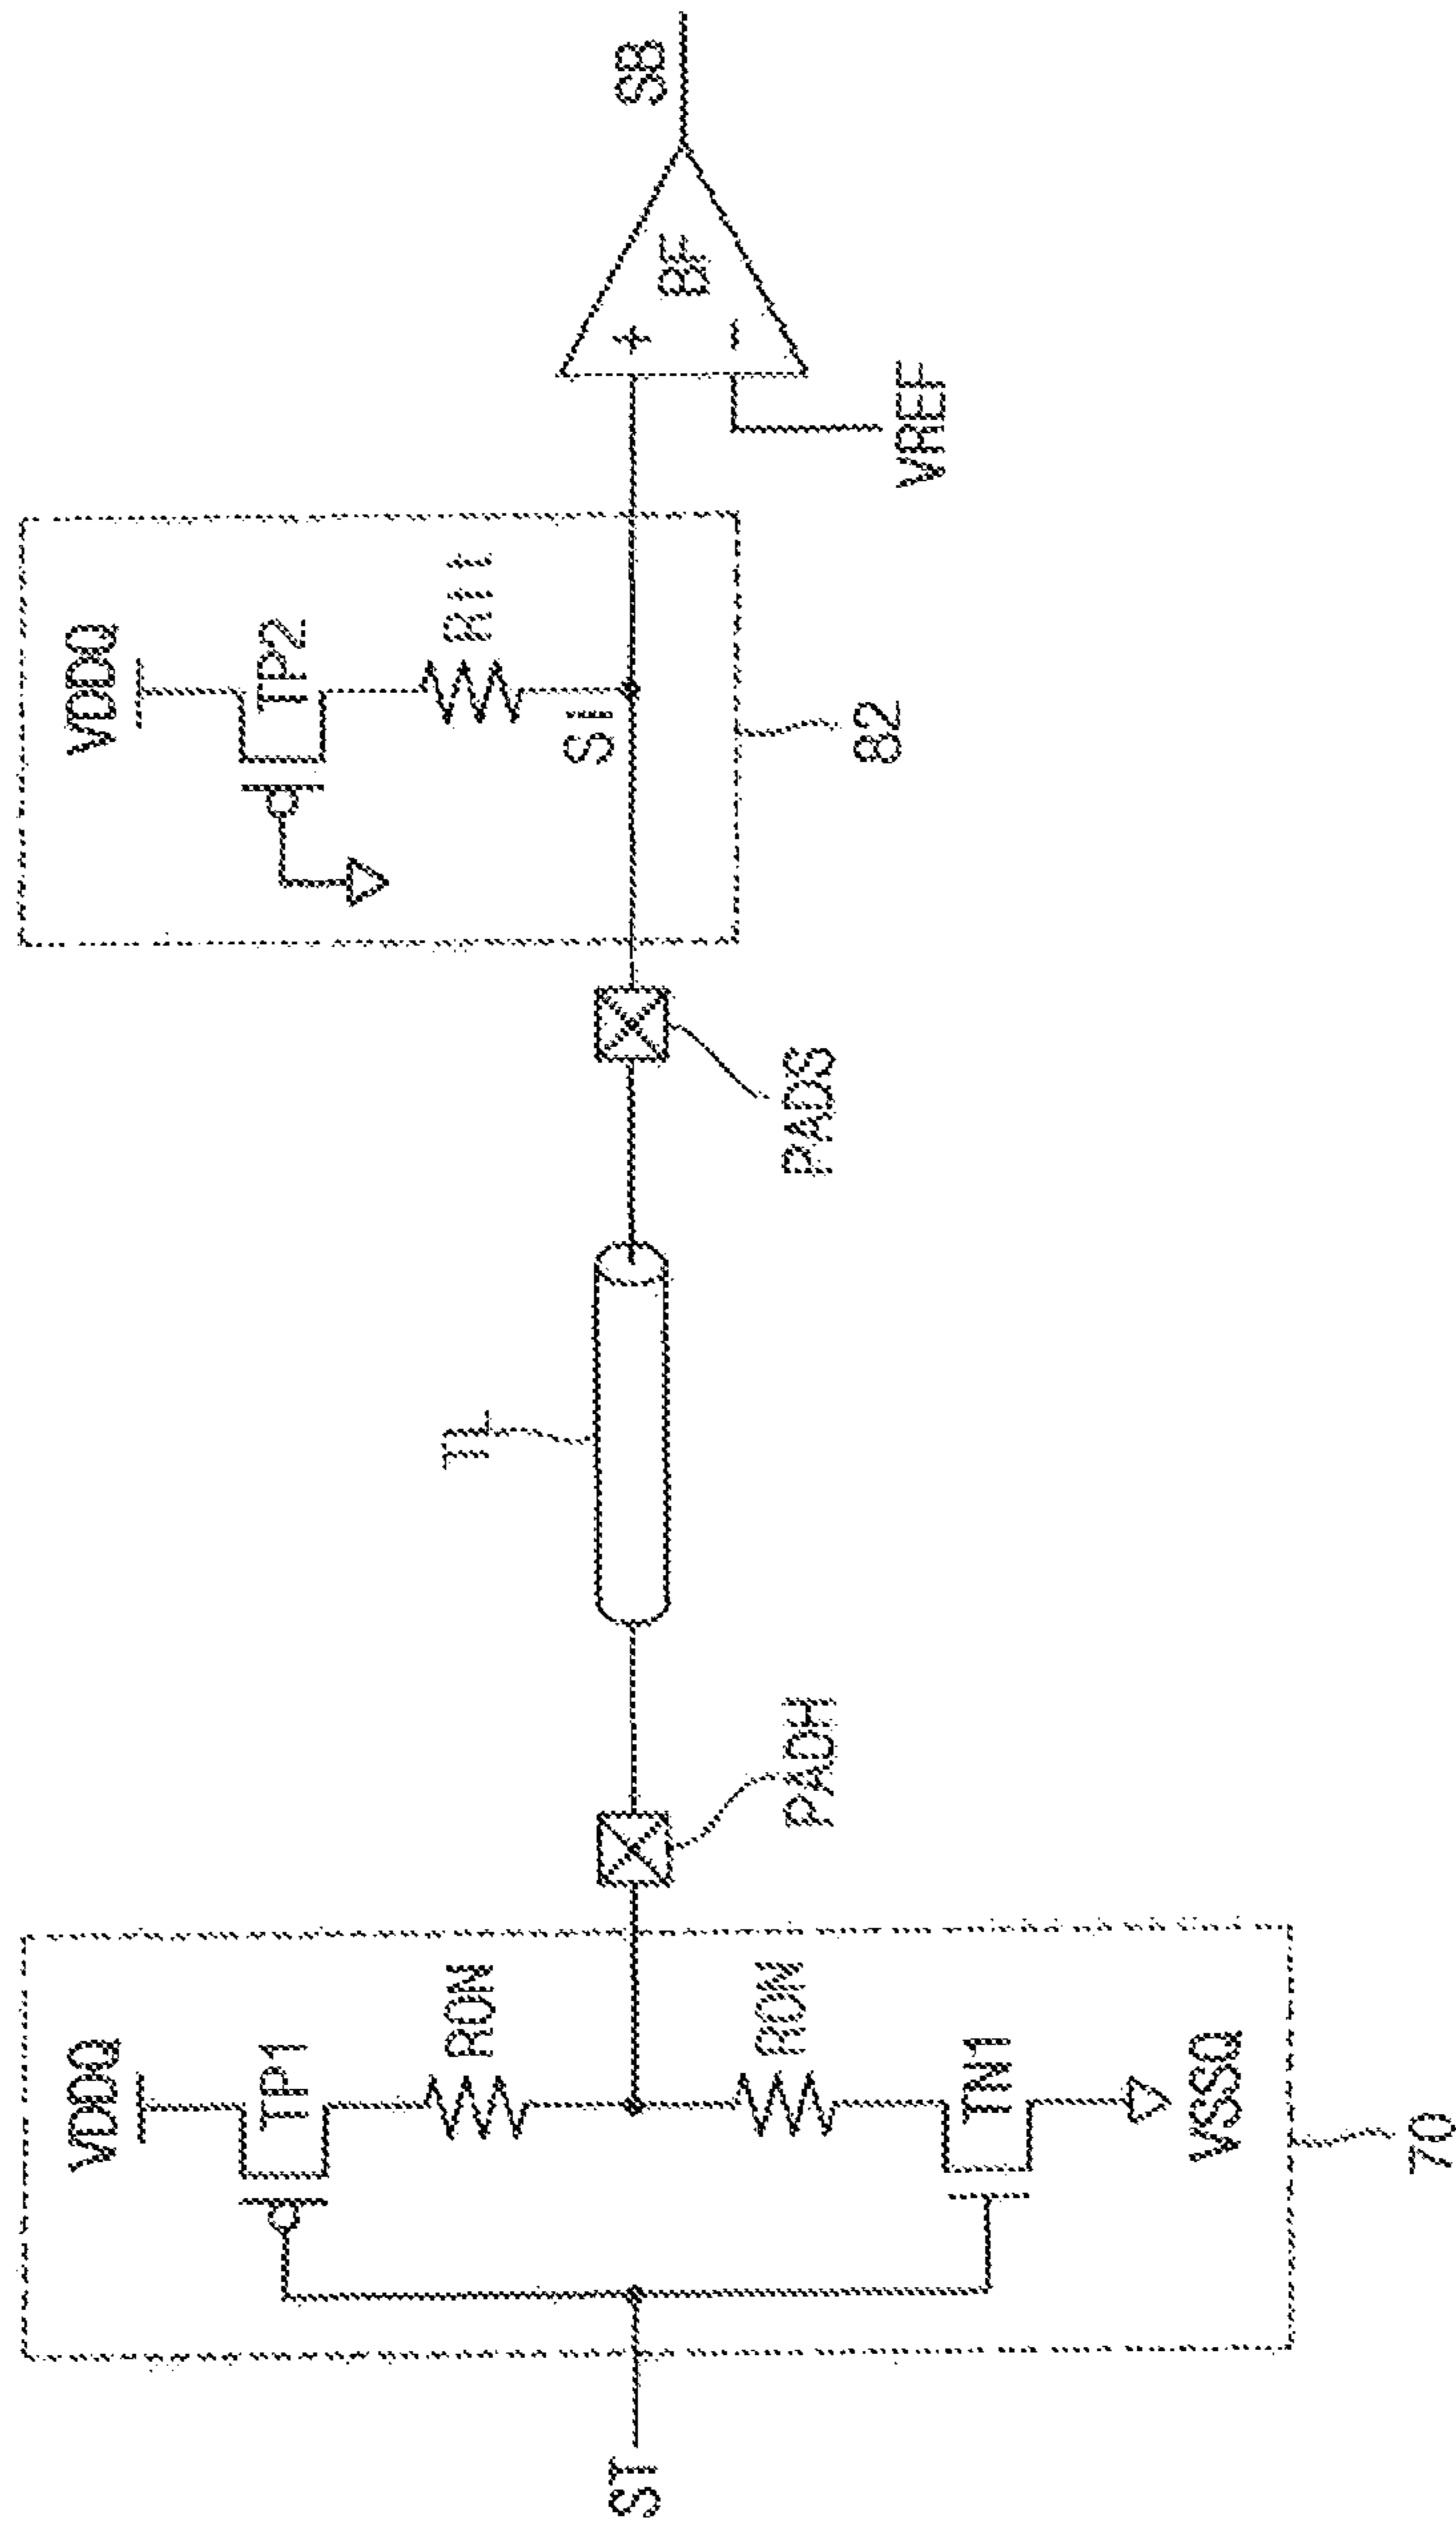 ST
VDDQ
TP1
RON
RON
TN1
VSSQ
70
PADH
TL
PADS
VDDQ
TP2
Rtt
SI
82
+
BF
-
VREF
SB